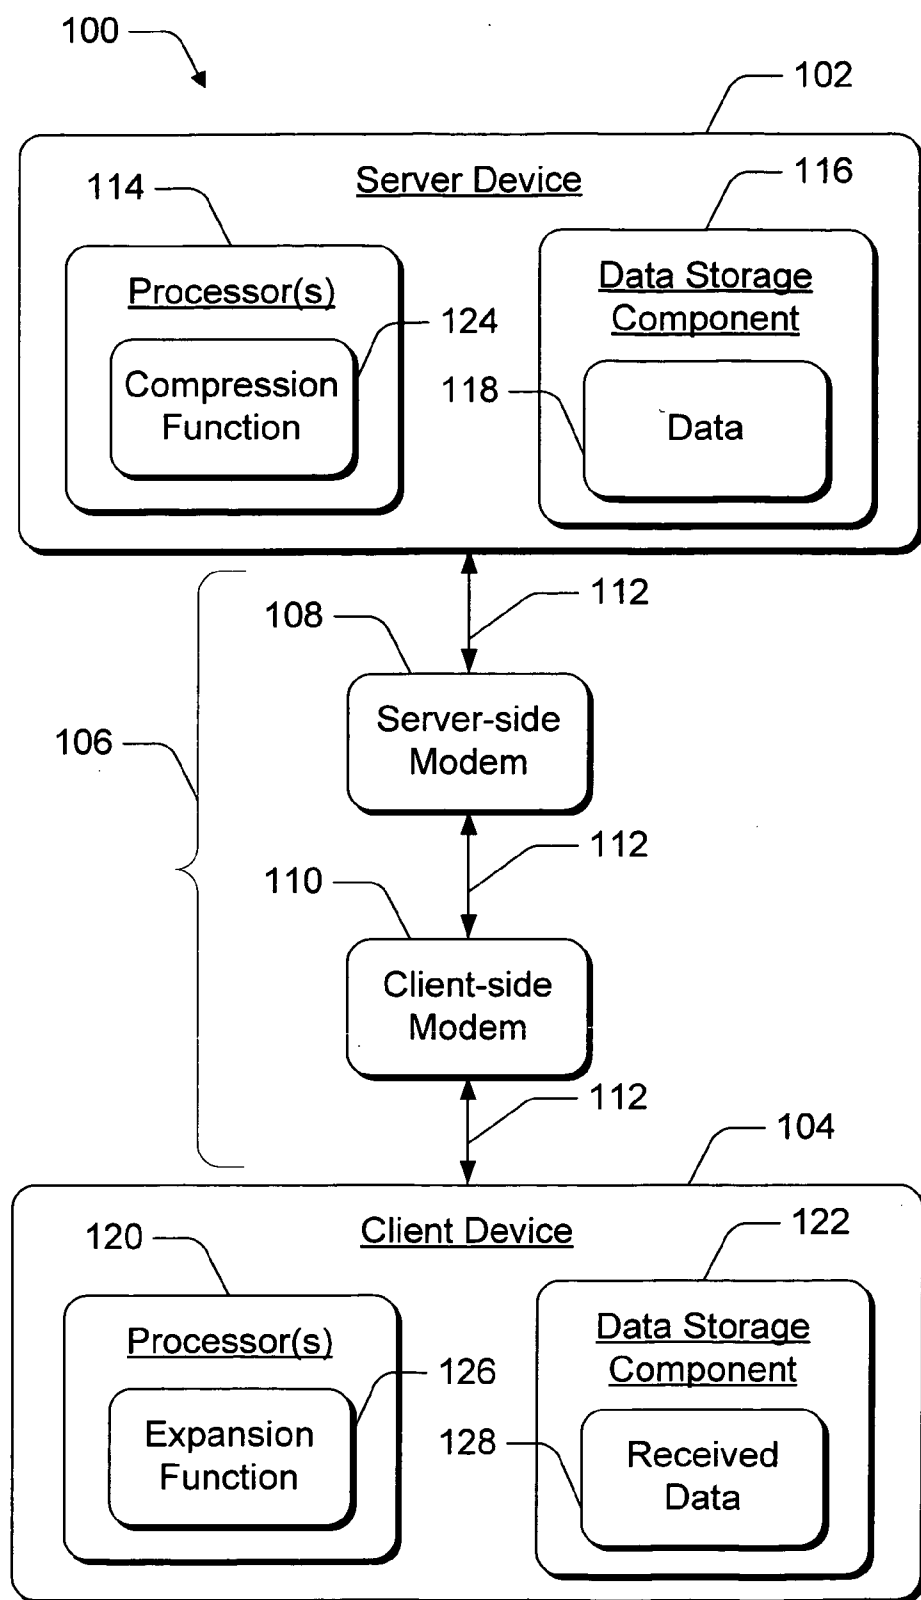 100
102
Server Device
114
116
Processor(s)
Data Storage
Component
124
Compression
Function
118
Data
112
108
Server-side
Modem
106
112
110
Client-side
Modem
112
104
Client Device
120
122
Processor(s)
Data Storage
Component
126
Expansion
Function
128
Received
Data